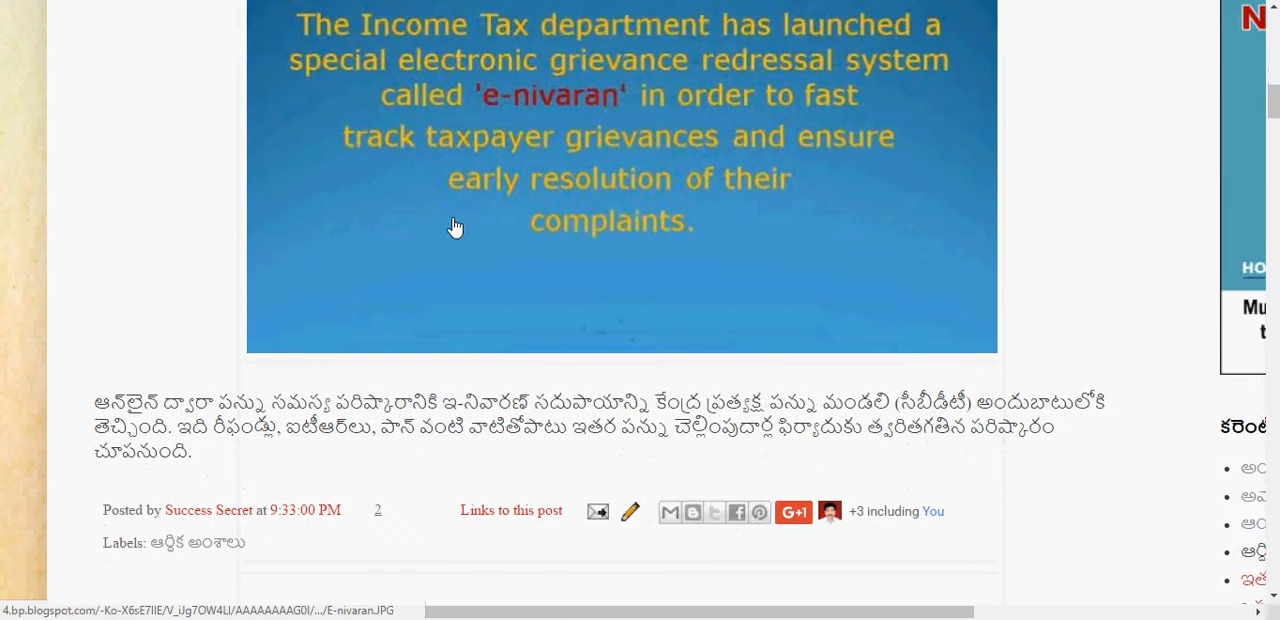 The Income Tax department has launched a
special electronic grievance redressal system
called 'e-nivaran' in order to fast
track taxpayer grievances and ensure
early resolution of their
complaints.
ఆన్‌లైన్ ద్వారా పన్ను సమస్య పరిష్కారానికి ఇ-నివారణ్ సదుపాయాన్ని కేంద్ర ప్రత్యక్ష పన్ను మండలి (సీబీడీటీ) అందుబాటులోకి
తెచ్చింది. ఇది రీఫండ్లు, ఐటీఆర్‌లు, పాన్ వంటి వాటితోపాటు ఇతర పన్ను చెల్లింపుదార్ల ఫిర్యాదుకు త్వరితగతిన పరిష్కారం
చూపనుంది.
Posted by Success Secret at 9:33:00 PM 2 Links to this post G+1 +3 including You
Labels: ఆర్థిక అంశాలు
N
HO
Mu
t
కరెంట్
అం
ఆం
ఆర్థి
ఇత
4.bp.blogspot.com/-Ko-X6sE7IIE/V_iJg7OW4LI/AAAAAAAAG0I/.../E-nivaran.JPG